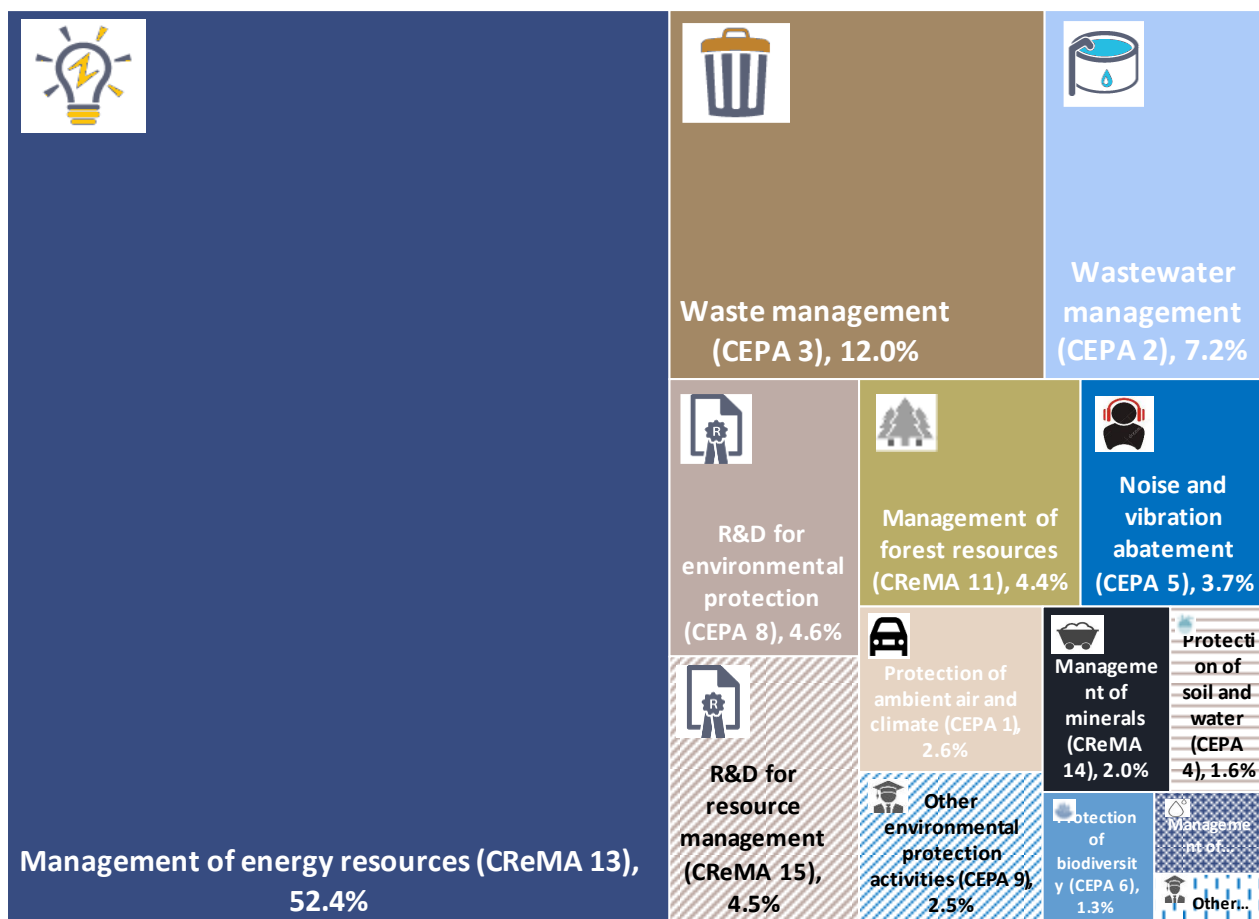 Management of energy resources (CReMA 13),
52.4%
Waste management
(CEPA 3), 12.0%
Wastewater
management
(CEPA 2), 7.2%
R
R&D for
environmental
protection
(CEPA 8), 4.6%
Management of
forest resources
(CReMA 11), 4.4%
Noise and
vibration
abatement
(CEPA 5), 3.7%
R
R&D for
resource
management
(CReMA 15),
4.5%
Protection of
ambient air and
climate (CEPA 1),
2.6%
Manageme
nt of
minerals
(CReMA
14), 2.0%
Protecti
on of
soil and
water
(CEPA
4), 1.6%
Other
environmental
protection
activities (CEPA 9),
2.5%
Protection
of
biodiversit
y (CEPA 6),
1.3%
Manageme
nt of...
Other...